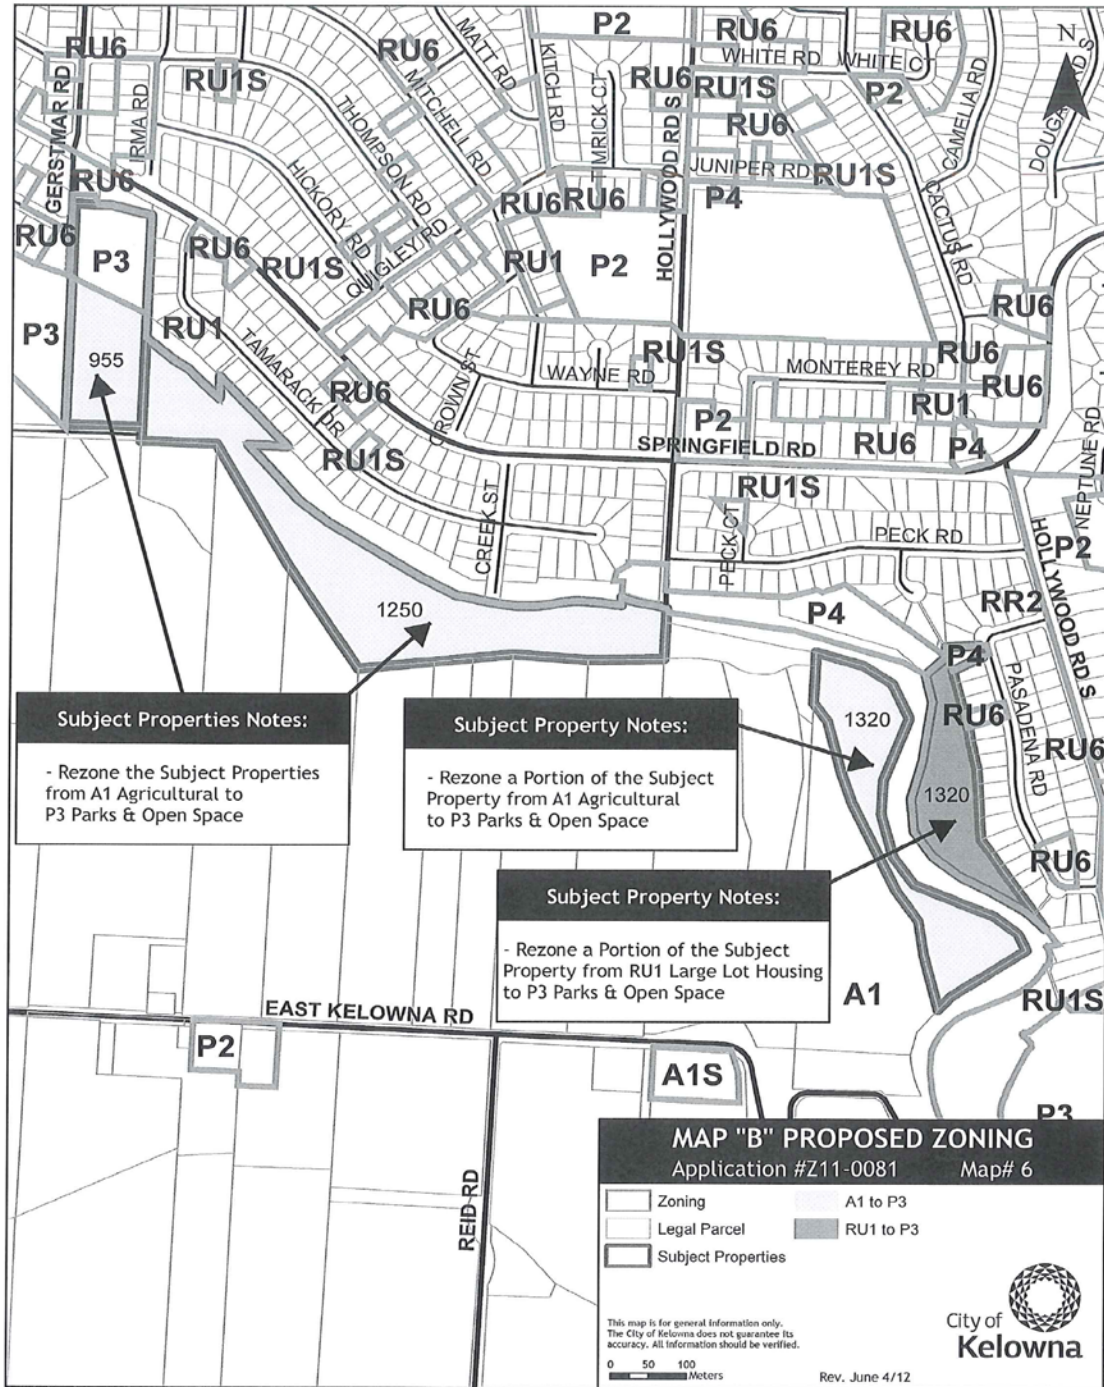 P2
RU6
WHITE RD
WHITE CT
RU6
N
RU6
GERSTMAR RD
RU1S
RU6
MATT RD
KITCH RD
RU6
RU1S
P2
CAMELIA RD
IRMA RD
THOMPSON RD
MITCHELL RD
TIMRICK CT
HOLLYWOOD RD S
RU6
JUNIPER RD
RU1S
HICKORY RD
RU6
RU6
RU6
P4
CACTUS RD
RU6
P3
RU6
RU1S
QUIGLEY RD
RU1
P2
RU6
RU6
P3
955
RU1
TAMARACK DR
RU6
CROWN ST
WAYNE RD
RU1S
MONTEREY RD
RU6
RU6
RU6
P2
RU1
RU1S
SPRINGFIELD RD
RU6
P4
NEPTUNE RD
CREEK ST
RU1S
PECK CT
PECK RD
HOLLYWOOD RD S
P2
1250
P4
RR2
P4
RU6
PASADENA RD
RU6
1320
1320
RU6
Subject Properties Notes:
- Rezone the Subject Properties
from A1 Agricultural to
P3 Parks & Open Space
Subject Property Notes:
- Rezone a Portion of the Subject
Property from A1 Agricultural
to P3 Parks & Open Space
Subject Property Notes:
- Rezone a Portion of the Subject
Property from RU1 Large Lot Housing
to P3 Parks & Open Space
A1
RU1S
EAST KELOWNA RD
P2
A1S
P3
REID RD
MAP "B" PROPOSED ZONING
Application #Z11-0081 Map# 6
Zoning
A1 to P3
Legal Parcel
RU1 to P3
Subject Properties
This map is for general information only.
The City of Kelowna does not guarantee its
accuracy. All information should be verified.
0 50 100
Meters
Rev. June 4/12
City of
Kelowna